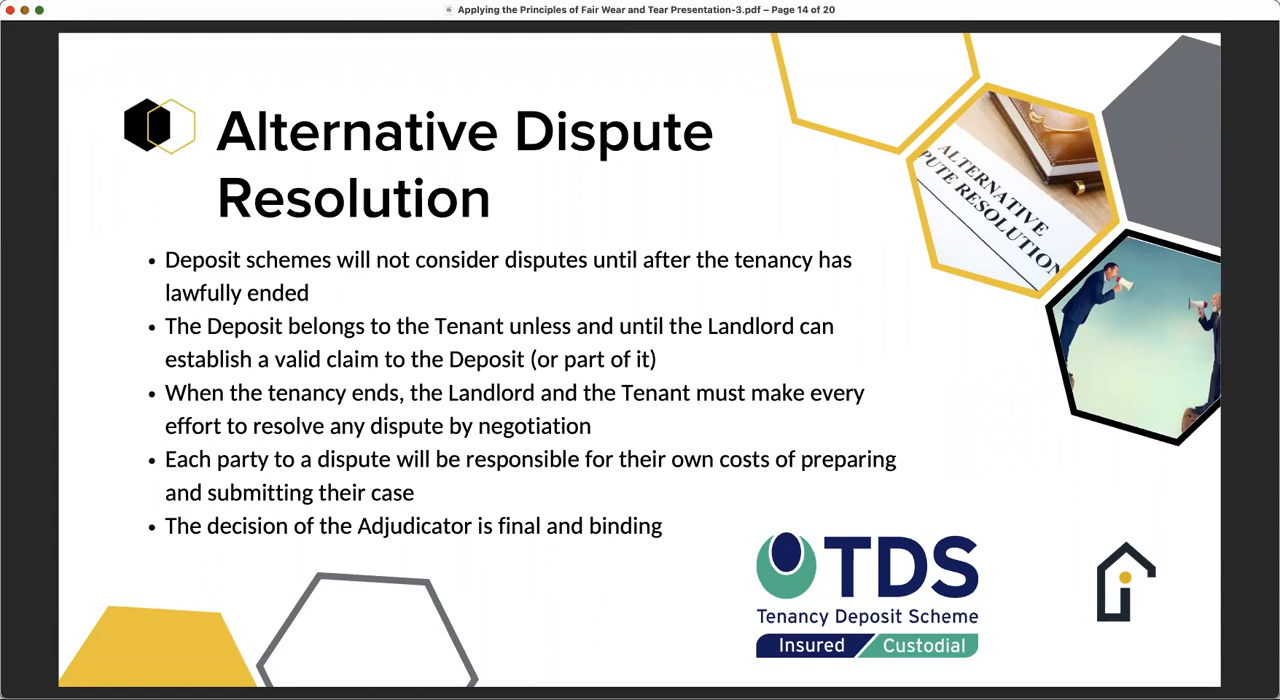 Applying the Principles of Fair Wear and Tear Presentation-3.pdf – Page 14 of 20
Alternative Dispute
Resolution
ALTERNATIVE
PUTE RESOLUTION
• Deposit schemes will not consider disputes until after the tenancy has
lawfully ended
• The Deposit belongs to the Tenant unless and until the Landlord can
establish a valid claim to the Deposit (or part of it)
• When the tenancy ends, the Landlord and the Tenant must make every
effort to resolve any dispute by negotiation
• Each party to a dispute will be responsible for their own costs of preparing
and submitting their case
• The decision of the Adjudicator is final and binding
TDS
Tenancy Deposit Scheme
Insured Custodial